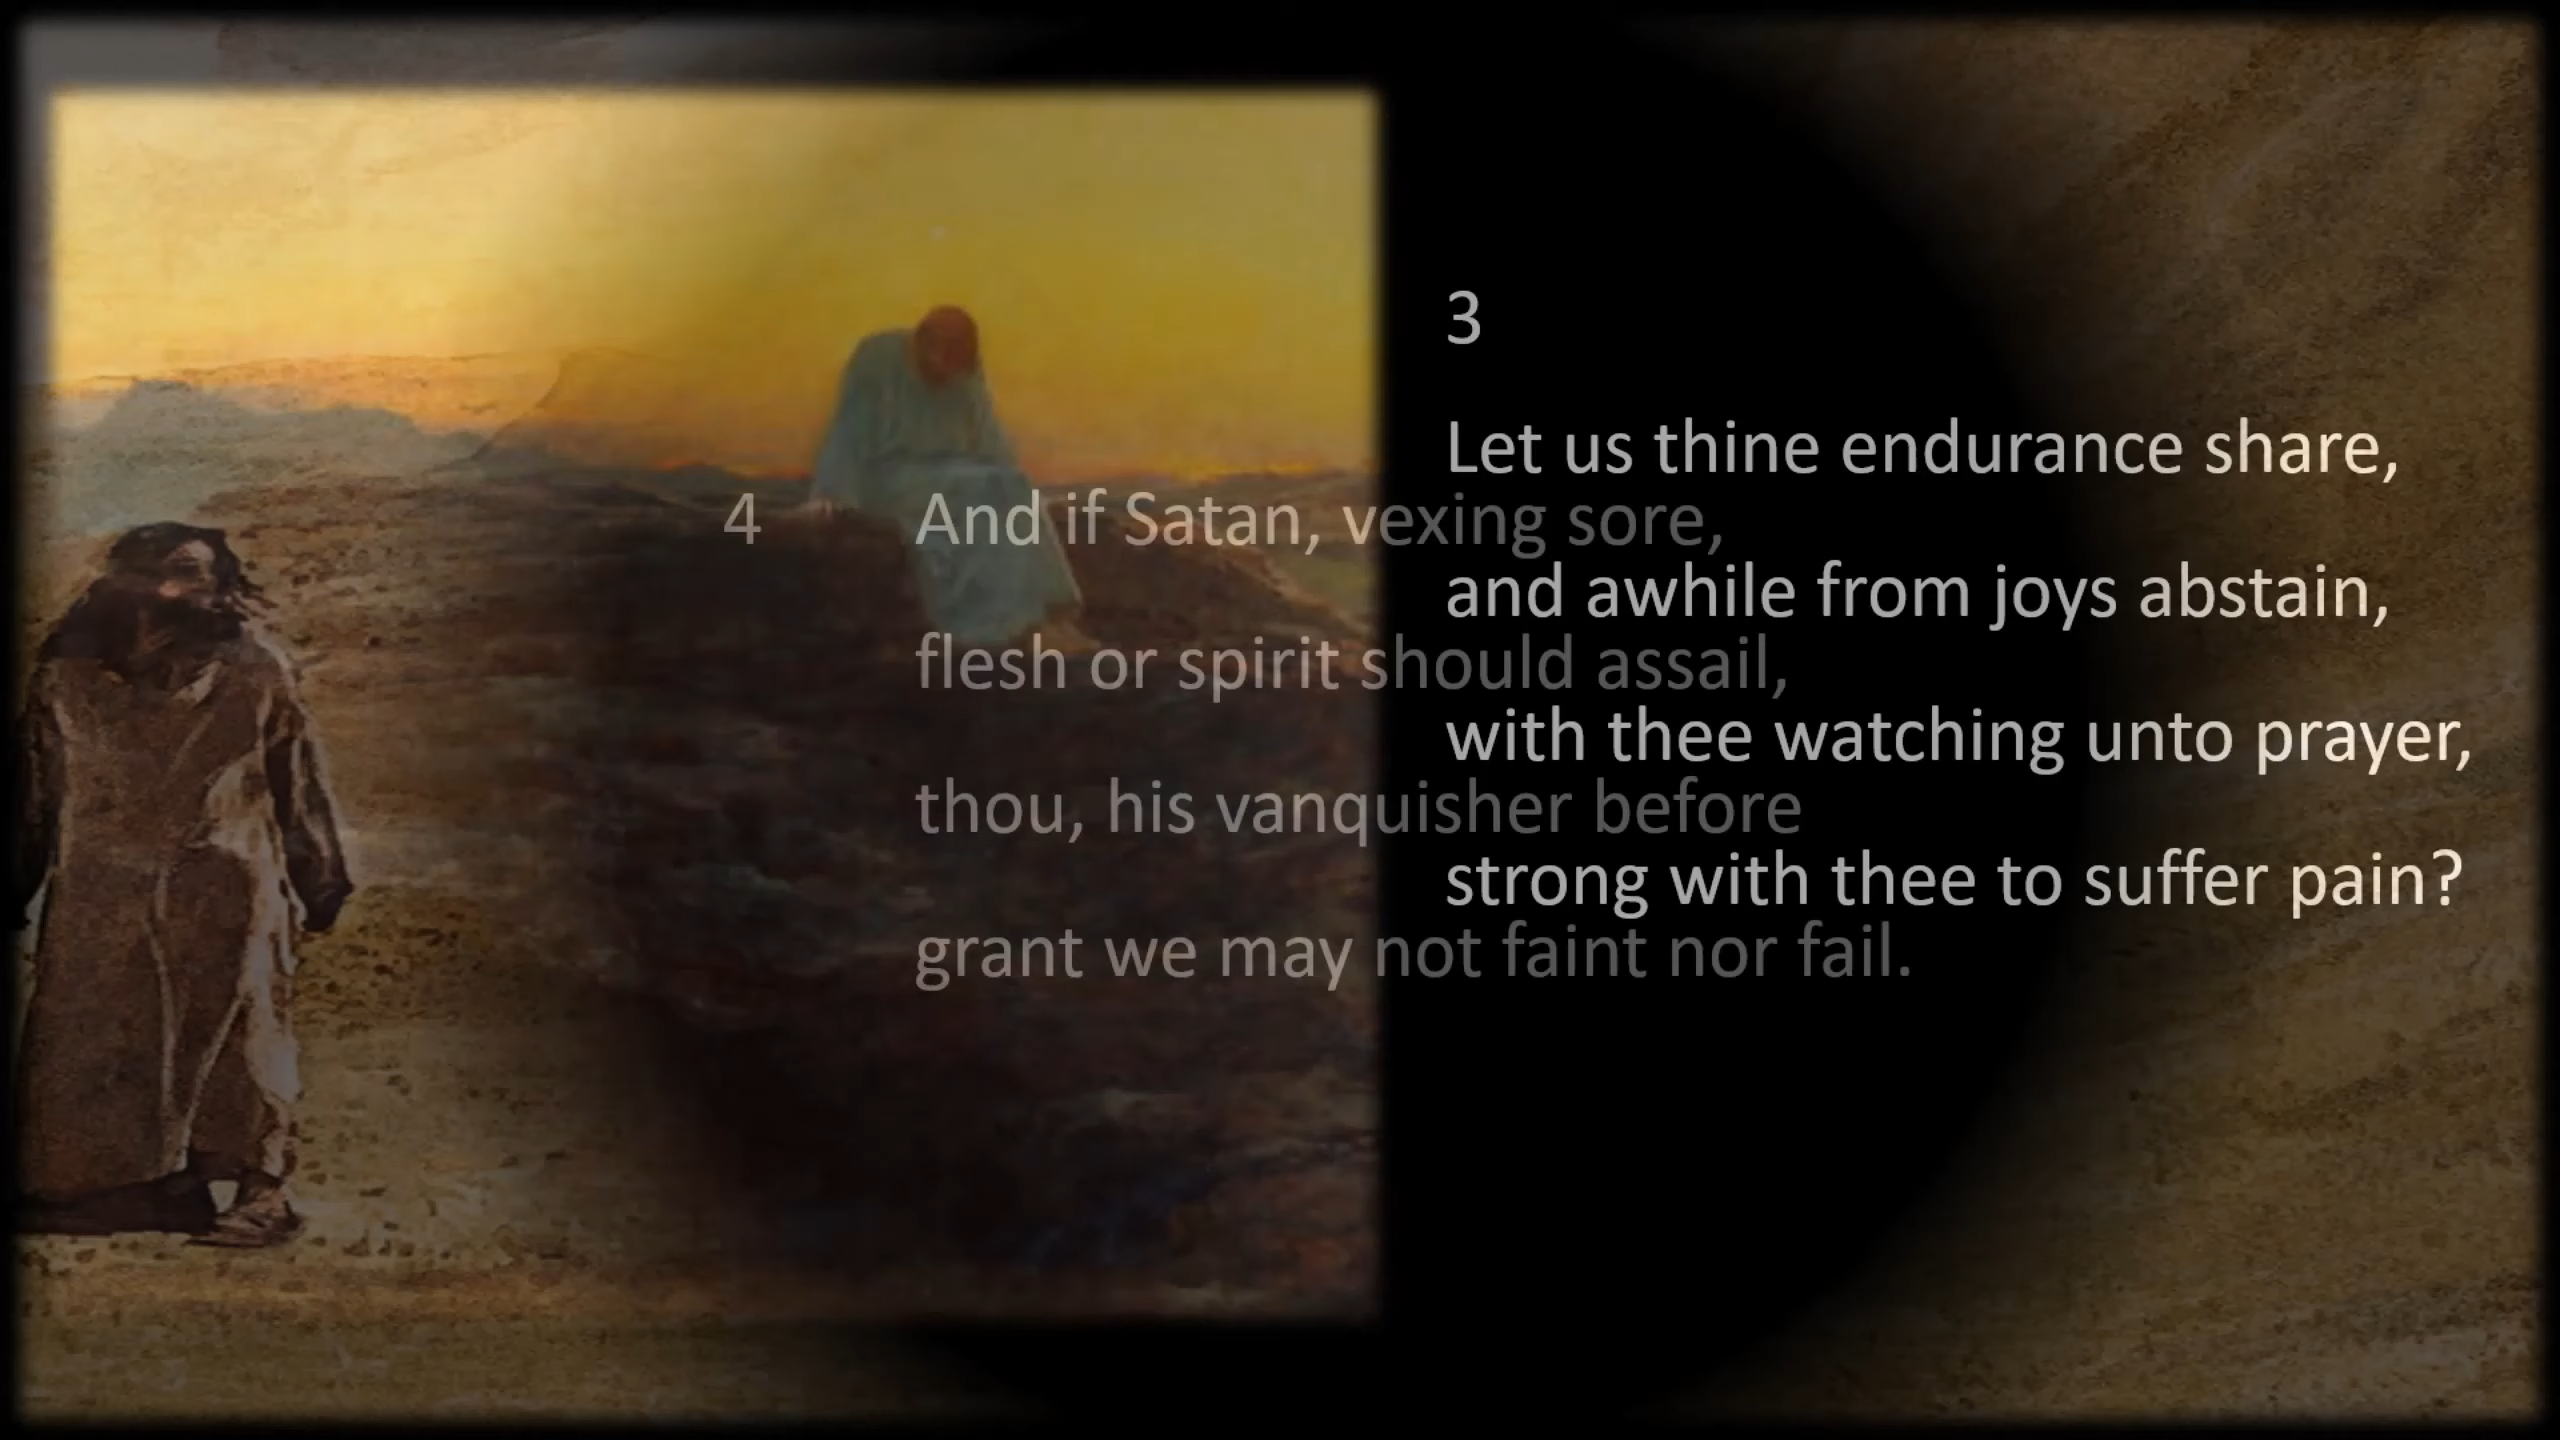 3
Let us thine endurance share,
and awhile from joys abstain,
with thee watching unto prayer,
strong with thee to suffer pain?
4 And if Satan, vexing sore,
flesh or spirit should assail,
thou, his vanquisher before
grant we may not faint nor fail.